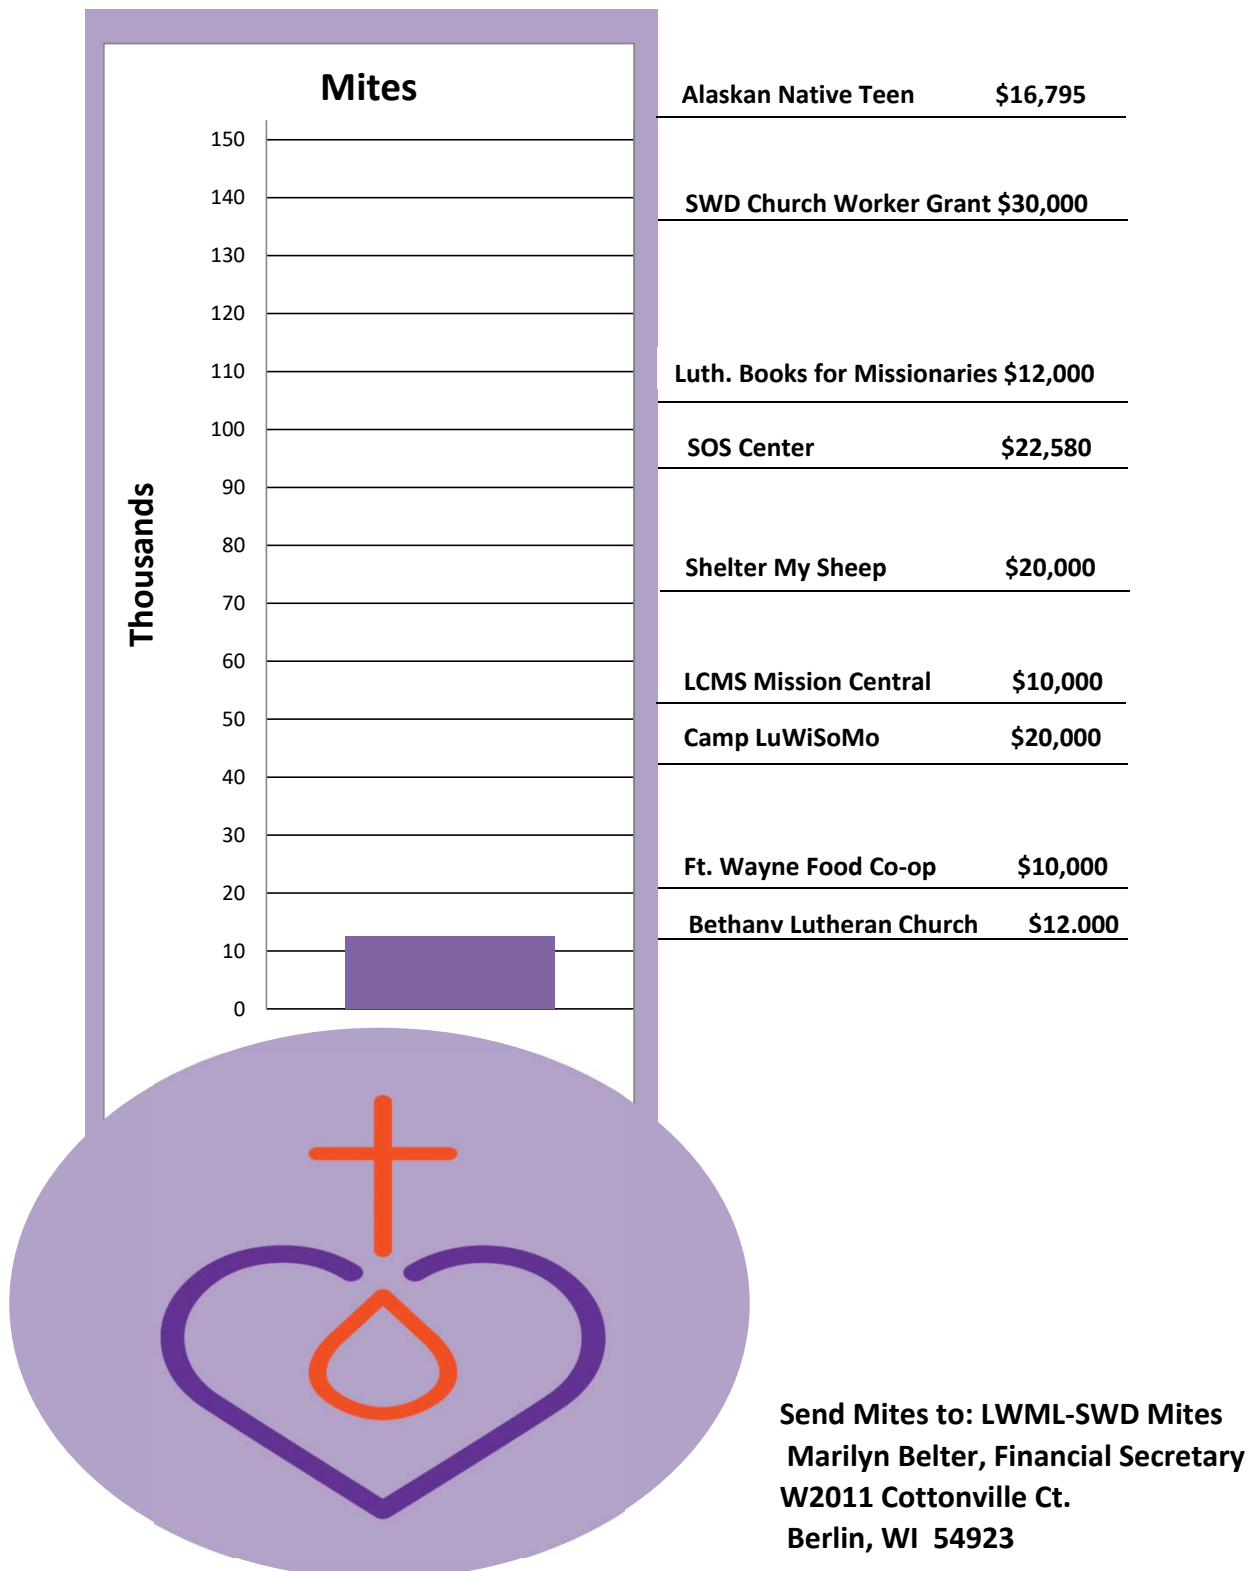 Mites
150
140
130
120
110
100
90
80
70
60
50
40
30
20
10
0
Thousands
Alaskan Native Teen $16,795
SWD Church Worker Grant $30,000
Luth. Books for Missionaries $12,000
SOS Center $22,580
Shelter My Sheep $20,000
LCMS Mission Central $10,000
Camp LuWiSoMo $20,000
Ft. Wayne Food Co-op $10,000
Bethany Lutheran Church $12.000
Send Mites to: LWML-SWD Mites
Marilyn Belter, Financial Secretary
W2011 Cottonville Ct.
Berlin, WI 54923